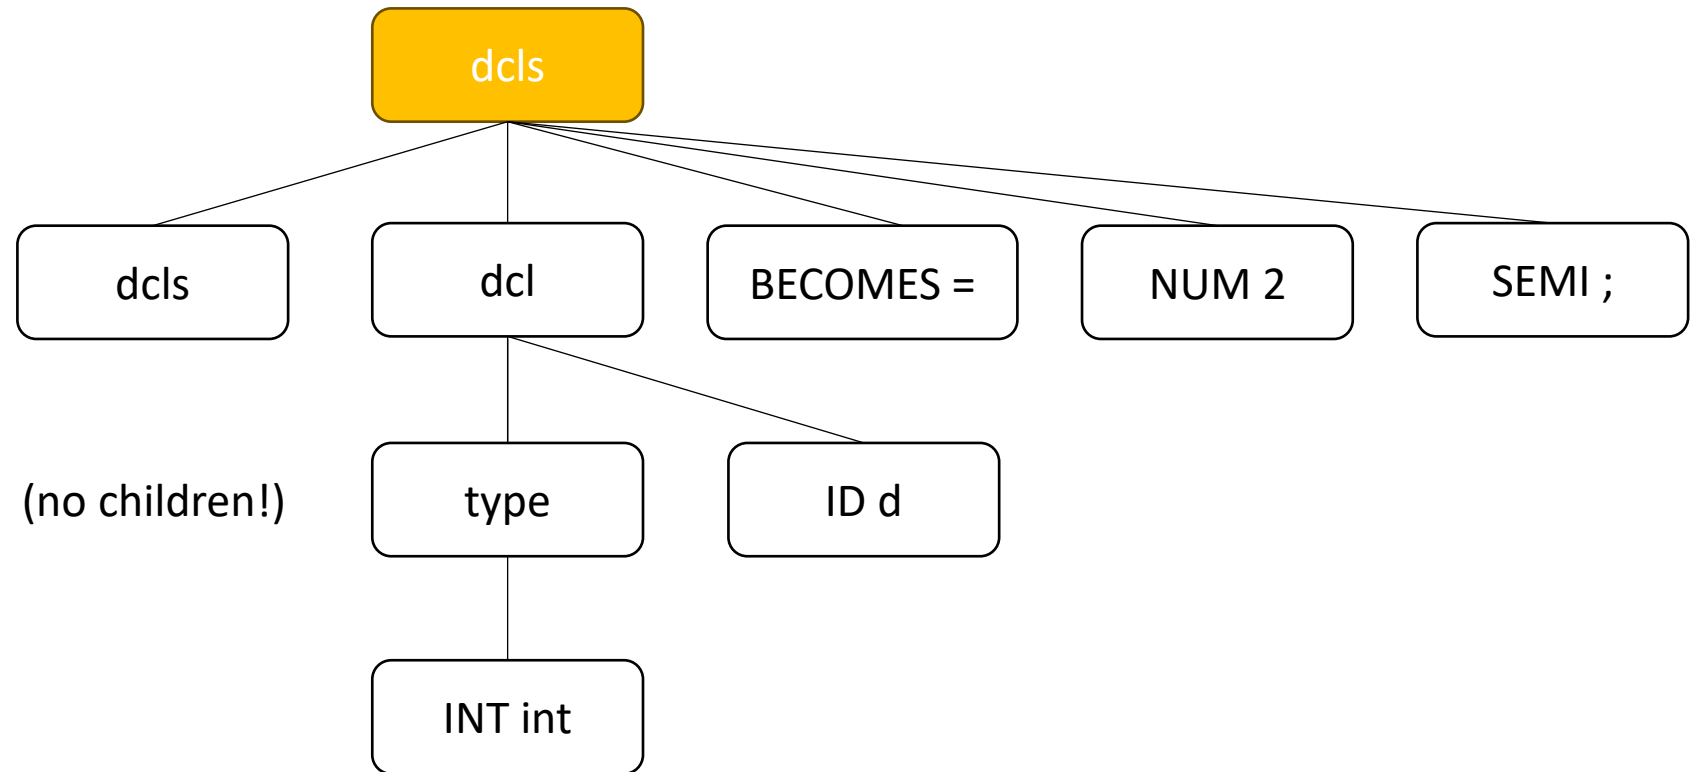 dcls
dcls
dcl
BECOMES =
NUM 2
SEMI ;
(no children!)
type
ID d
INT int